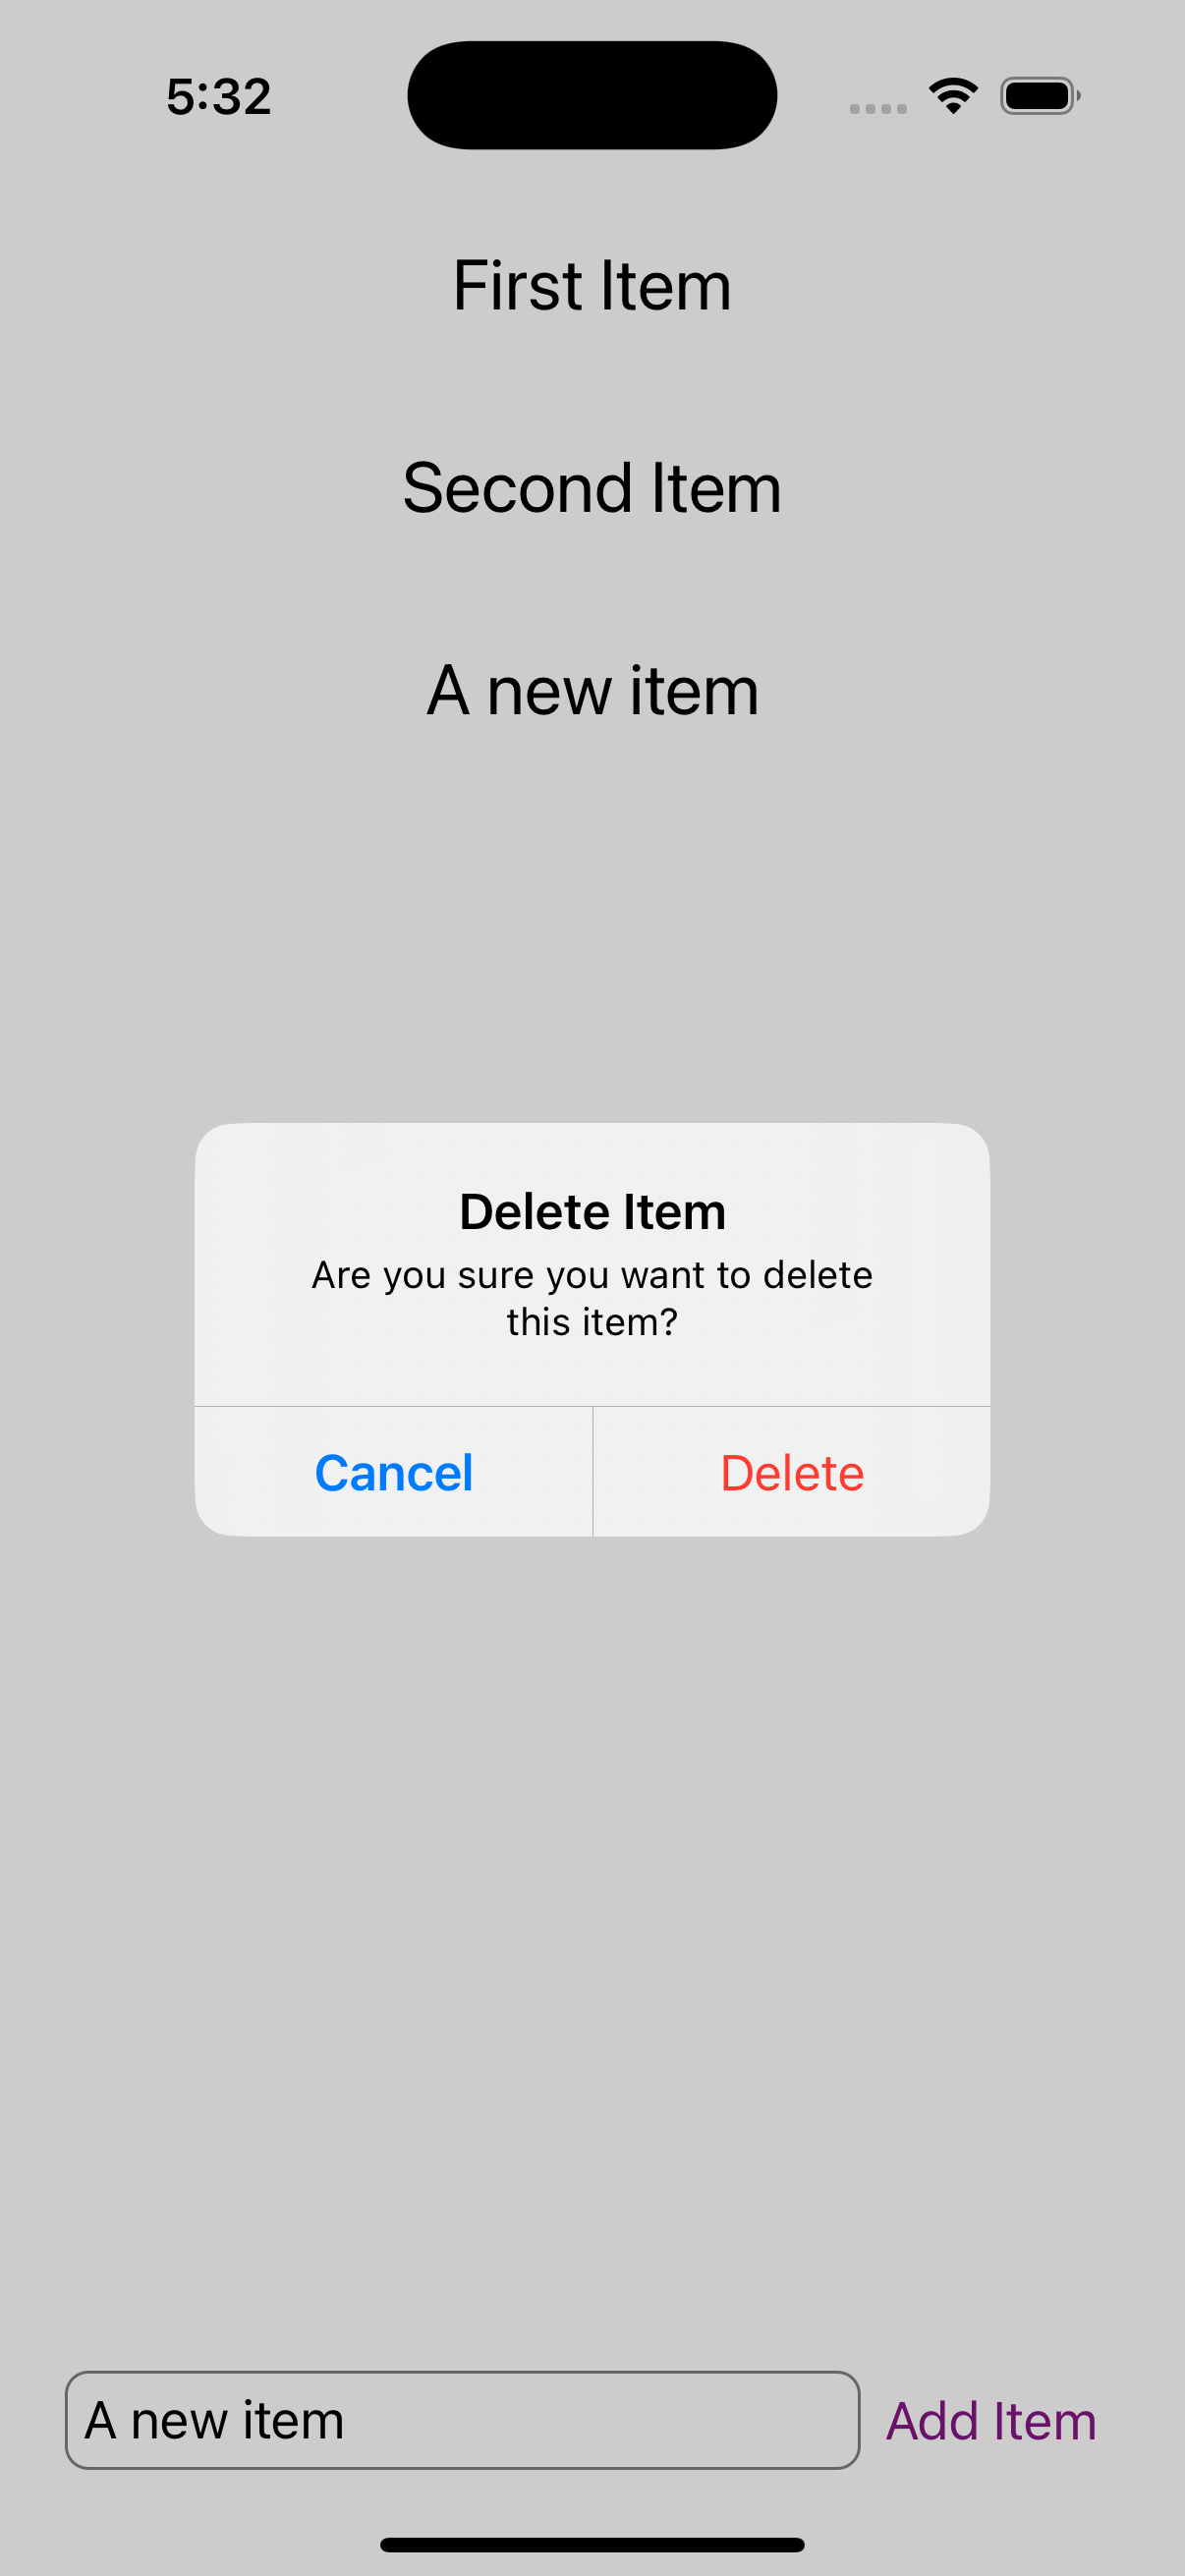 5:32
First Item
Second Item
A new item
Delete Item
Are you sure you want to delete
this item?
Cancel Delete
A new item Add Item